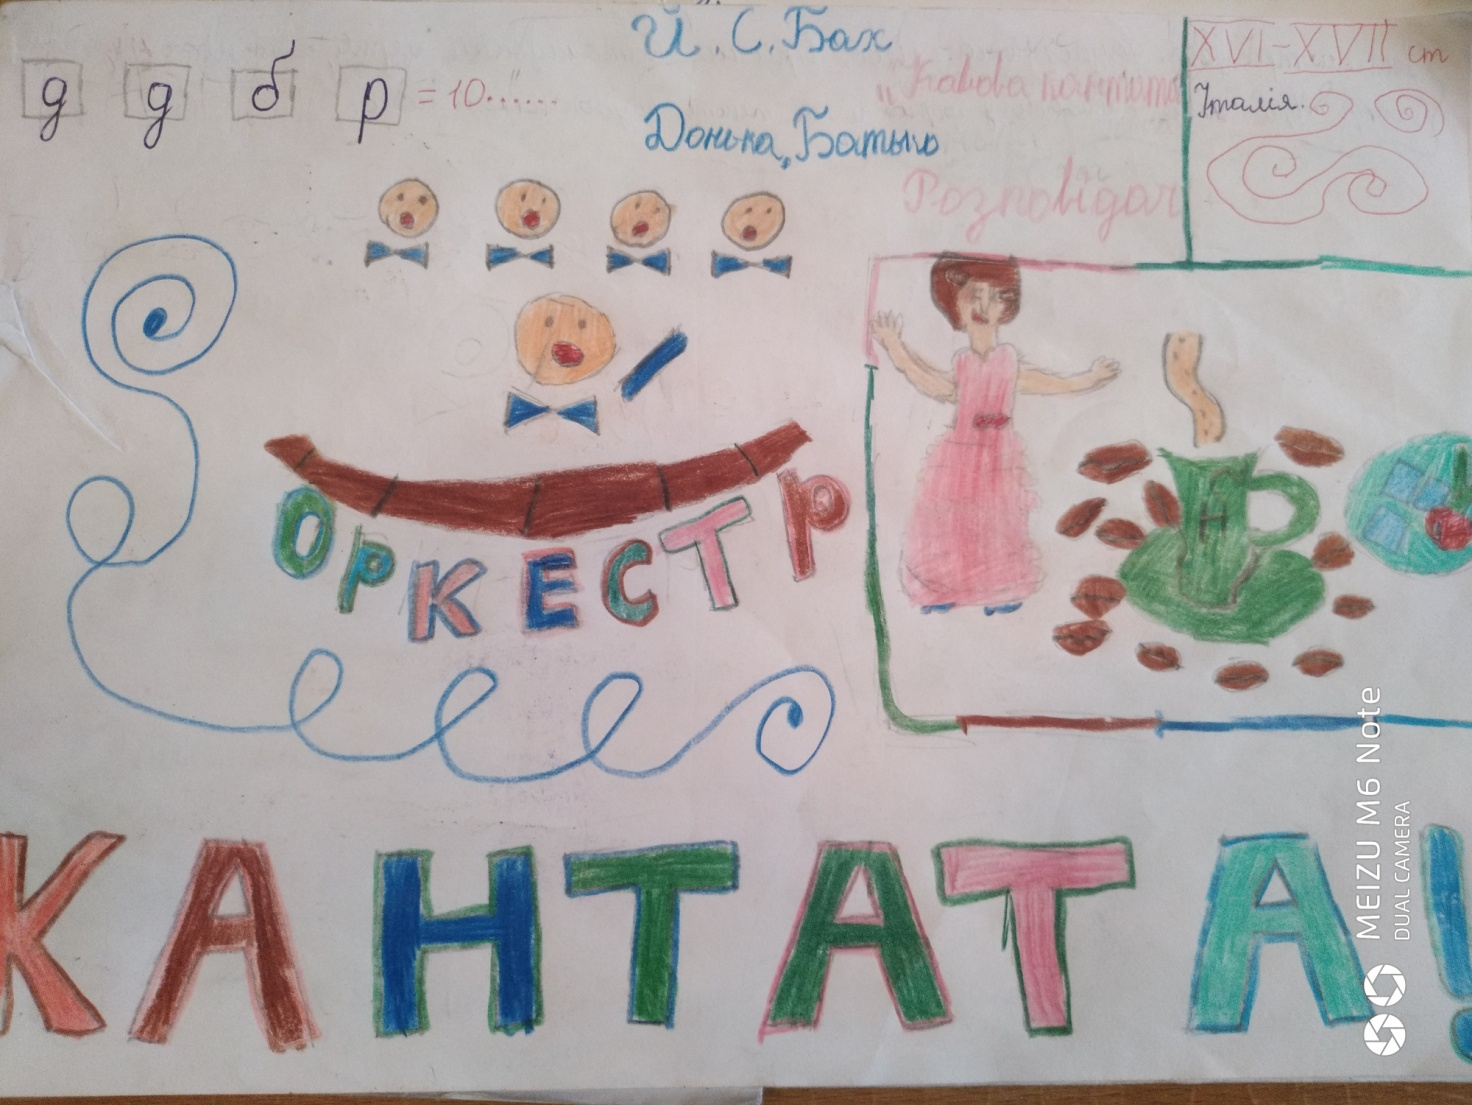 д д б р = 10......
Й. С. Бах
"Кавова кантата
Донька, Батько
Розповідач
XVI-XVII ст
Італія.
ОРКЕСТР
Н
КАНТАТА!
MEIZU M6 Note
DUAL CAMERA